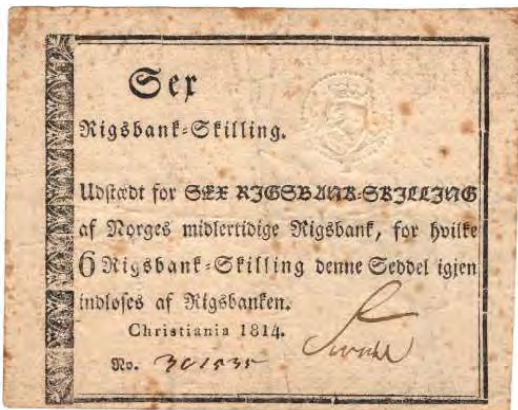 Sex
Rigsbank-Skilling.
Udstædt for SEX RIGSBANK-SKILLING
af Norges midlertidige Rigsbank, for hvilke
6 Rigsbank-Skilling denne Seddel igjen
indløses af Rigsbanken.
Christiania 1814.
No. 301535